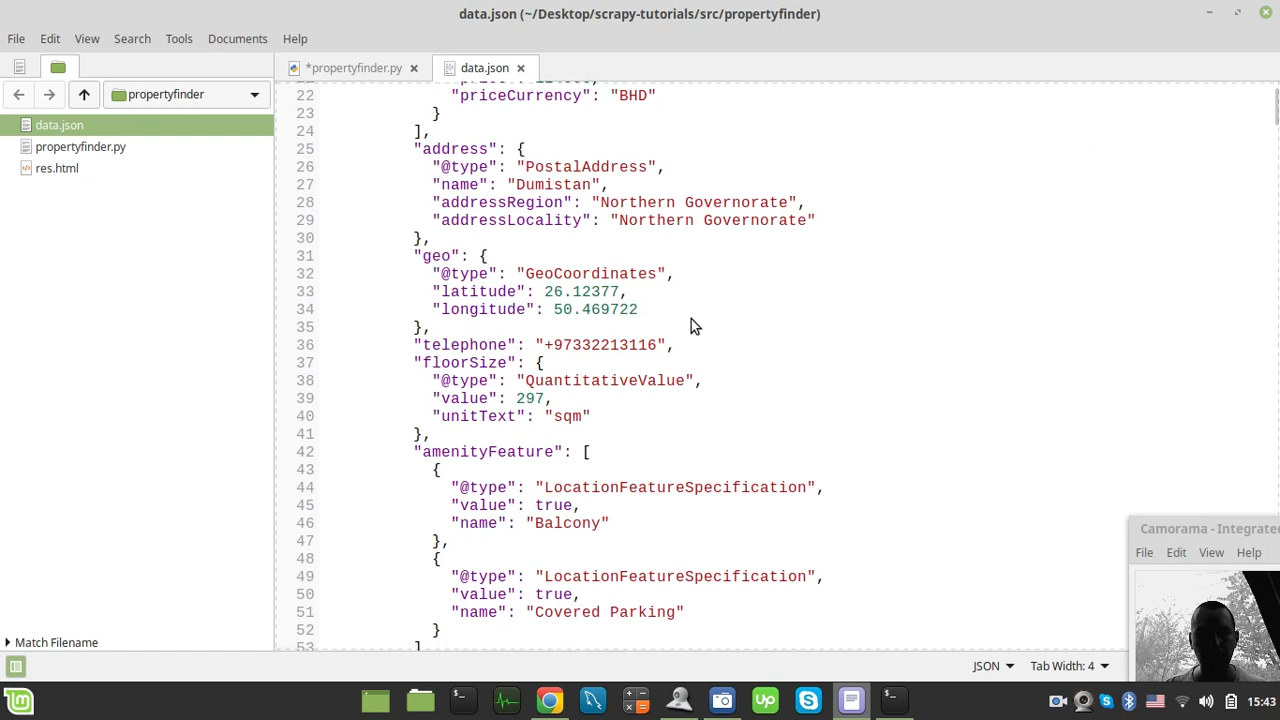 data.json (~/Desktop/scrapy-tutorials/src/propertyfinder)
File Edit View Search Tools Documents Help
*propertyfinder.py
data.json
propertyfinder
data.json
propertyfinder.py
res.html
Match Filename
22 "priceCurrency": "BHD"
23 }
24 ],
25 "address": {
26 "@type": "PostalAddress",
27 "name": "Dumistan",
28 "addressRegion": "Northern Governorate",
29 "addressLocality": "Northern Governorate"
30 },
31 "geo": {
32 "@type": "GeoCoordinates",
33 "latitude": 26.12377,
34 "longitude": 50.469722
35 },
36 "telephone": "+97332213116",
37 "floorSize": {
38 "@type": "QuantitativeValue",
39 "value": 297,
40 "unitText": "sqm"
41 },
42 "amenityFeature": [
43 {
44 "@type": "LocationFeatureSpecification",
45 "value": true,
46 "name": "Balcony"
47 },
48 {
49 "@type": "LocationFeatureSpecification",
50 "value": true,
51 "name": "Covered Parking"
52 }
53 ]
Camorama - Integrated
File Edit View Help
JSON Tab Width: 4
15:43